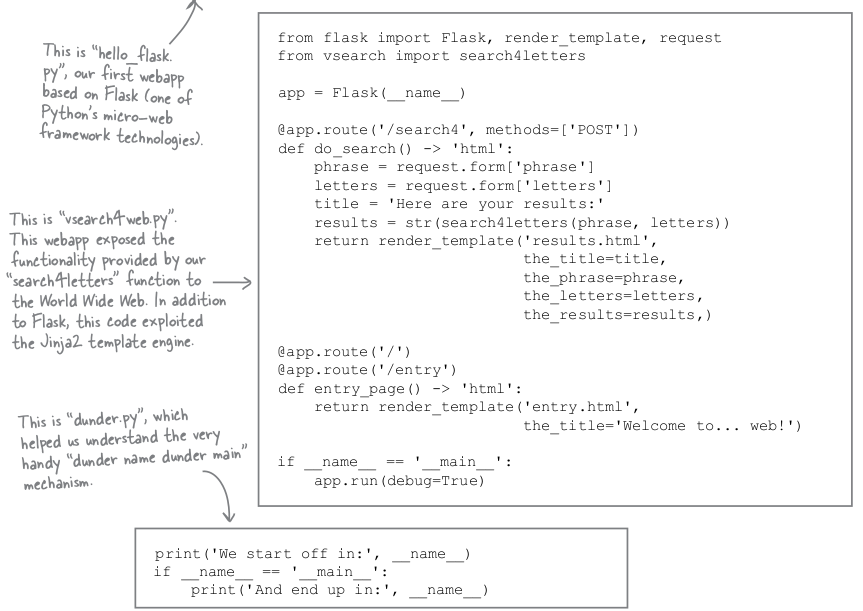 This is "hello_flask.
py", our first webapp
based on Flask (one of
Python's micro-web
framework technologies).
from flask import Flask, render_template, request
from vsearch import search4letters
app = Flask(__name__)
@app.route('/search4', methods=['POST'])
def do_search() -> 'html':
    phrase = request.form['phrase']
    letters = request.form['letters']
    title = 'Here are your results:'
    results = str(search4letters(phrase, letters))
    return render_template('results.html',
                           the_title=title,
                           the_phrase=phrase,
                           the_letters=letters,
                           the_results=results,)
@app.route('/')
@app.route('/entry')
def entry_page() -> 'html':
    return render_template('entry.html',
                           the_title='Welcome to... web!')
if __name__ == '__main__':
    app.run(debug=True)
This is "vsearch4web.py".
This webapp exposed the
functionality provided by our
"search4letters" function to
the World Wide Web. In addition
to Flask, this code exploited
the Jinja2 template engine.
This is "dunder.py", which
helped us understand the very
handy "dunder name dunder main"
mechanism.
print('We start off in:', __name__)
if __name__ == '__main__':
    print('And end up in:', __name__)